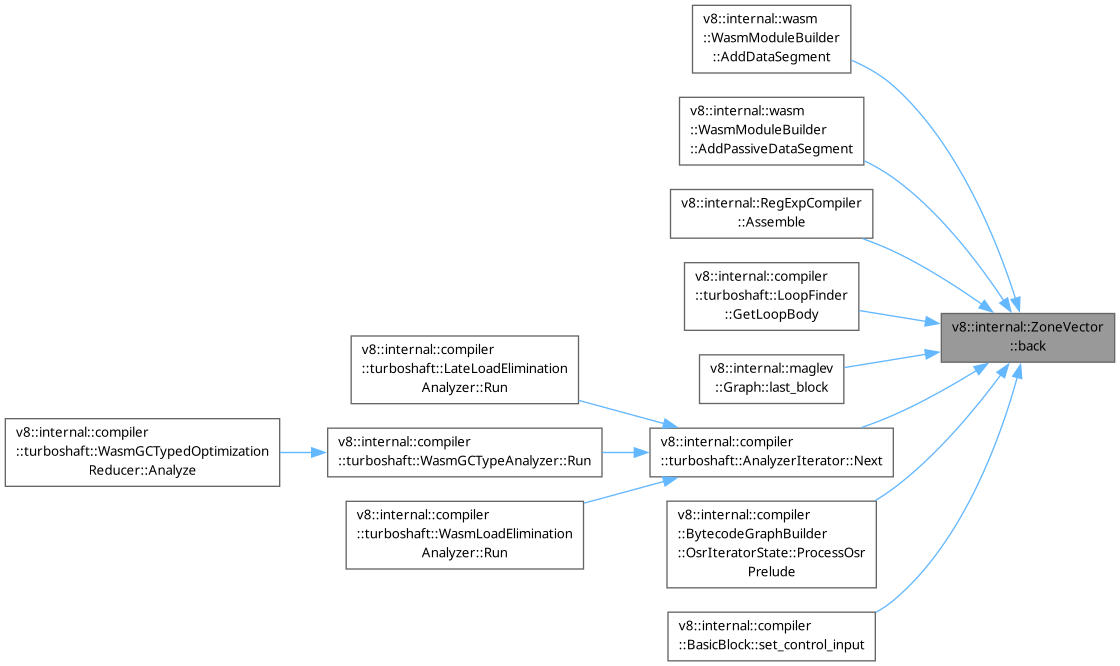 v8::internal::wasm
::WasmModuleBuilder
::AddDataSegment
v8::internal::wasm
::WasmModuleBuilder
::AddPassiveDataSegment
v8::internal::RegExpCompiler
::Assemble
v8::internal::compiler
::turboshaft::LoopFinder
::GetLoopBody
v8::internal::ZoneVector
::back
v8::internal::maglev
::Graph::last_block
v8::internal::compiler
::turboshaft::LateLoadElimination
Analyzer::Run
v8::internal::compiler
::turboshaft::WasmGCTypedOptimization
Reducer::Analyze
v8::internal::compiler
::turboshaft::WasmGCTypeAnalyzer::Run
v8::internal::compiler
::turboshaft::AnalyzerIterator::Next
v8::internal::compiler
::turboshaft::WasmLoadElimination
Analyzer::Run
v8::internal::compiler
::BytecodeGraphBuilder
::OsrIteratorState::ProcessOsr
Prelude
v8::internal::compiler
::BasicBlock::set_control_input